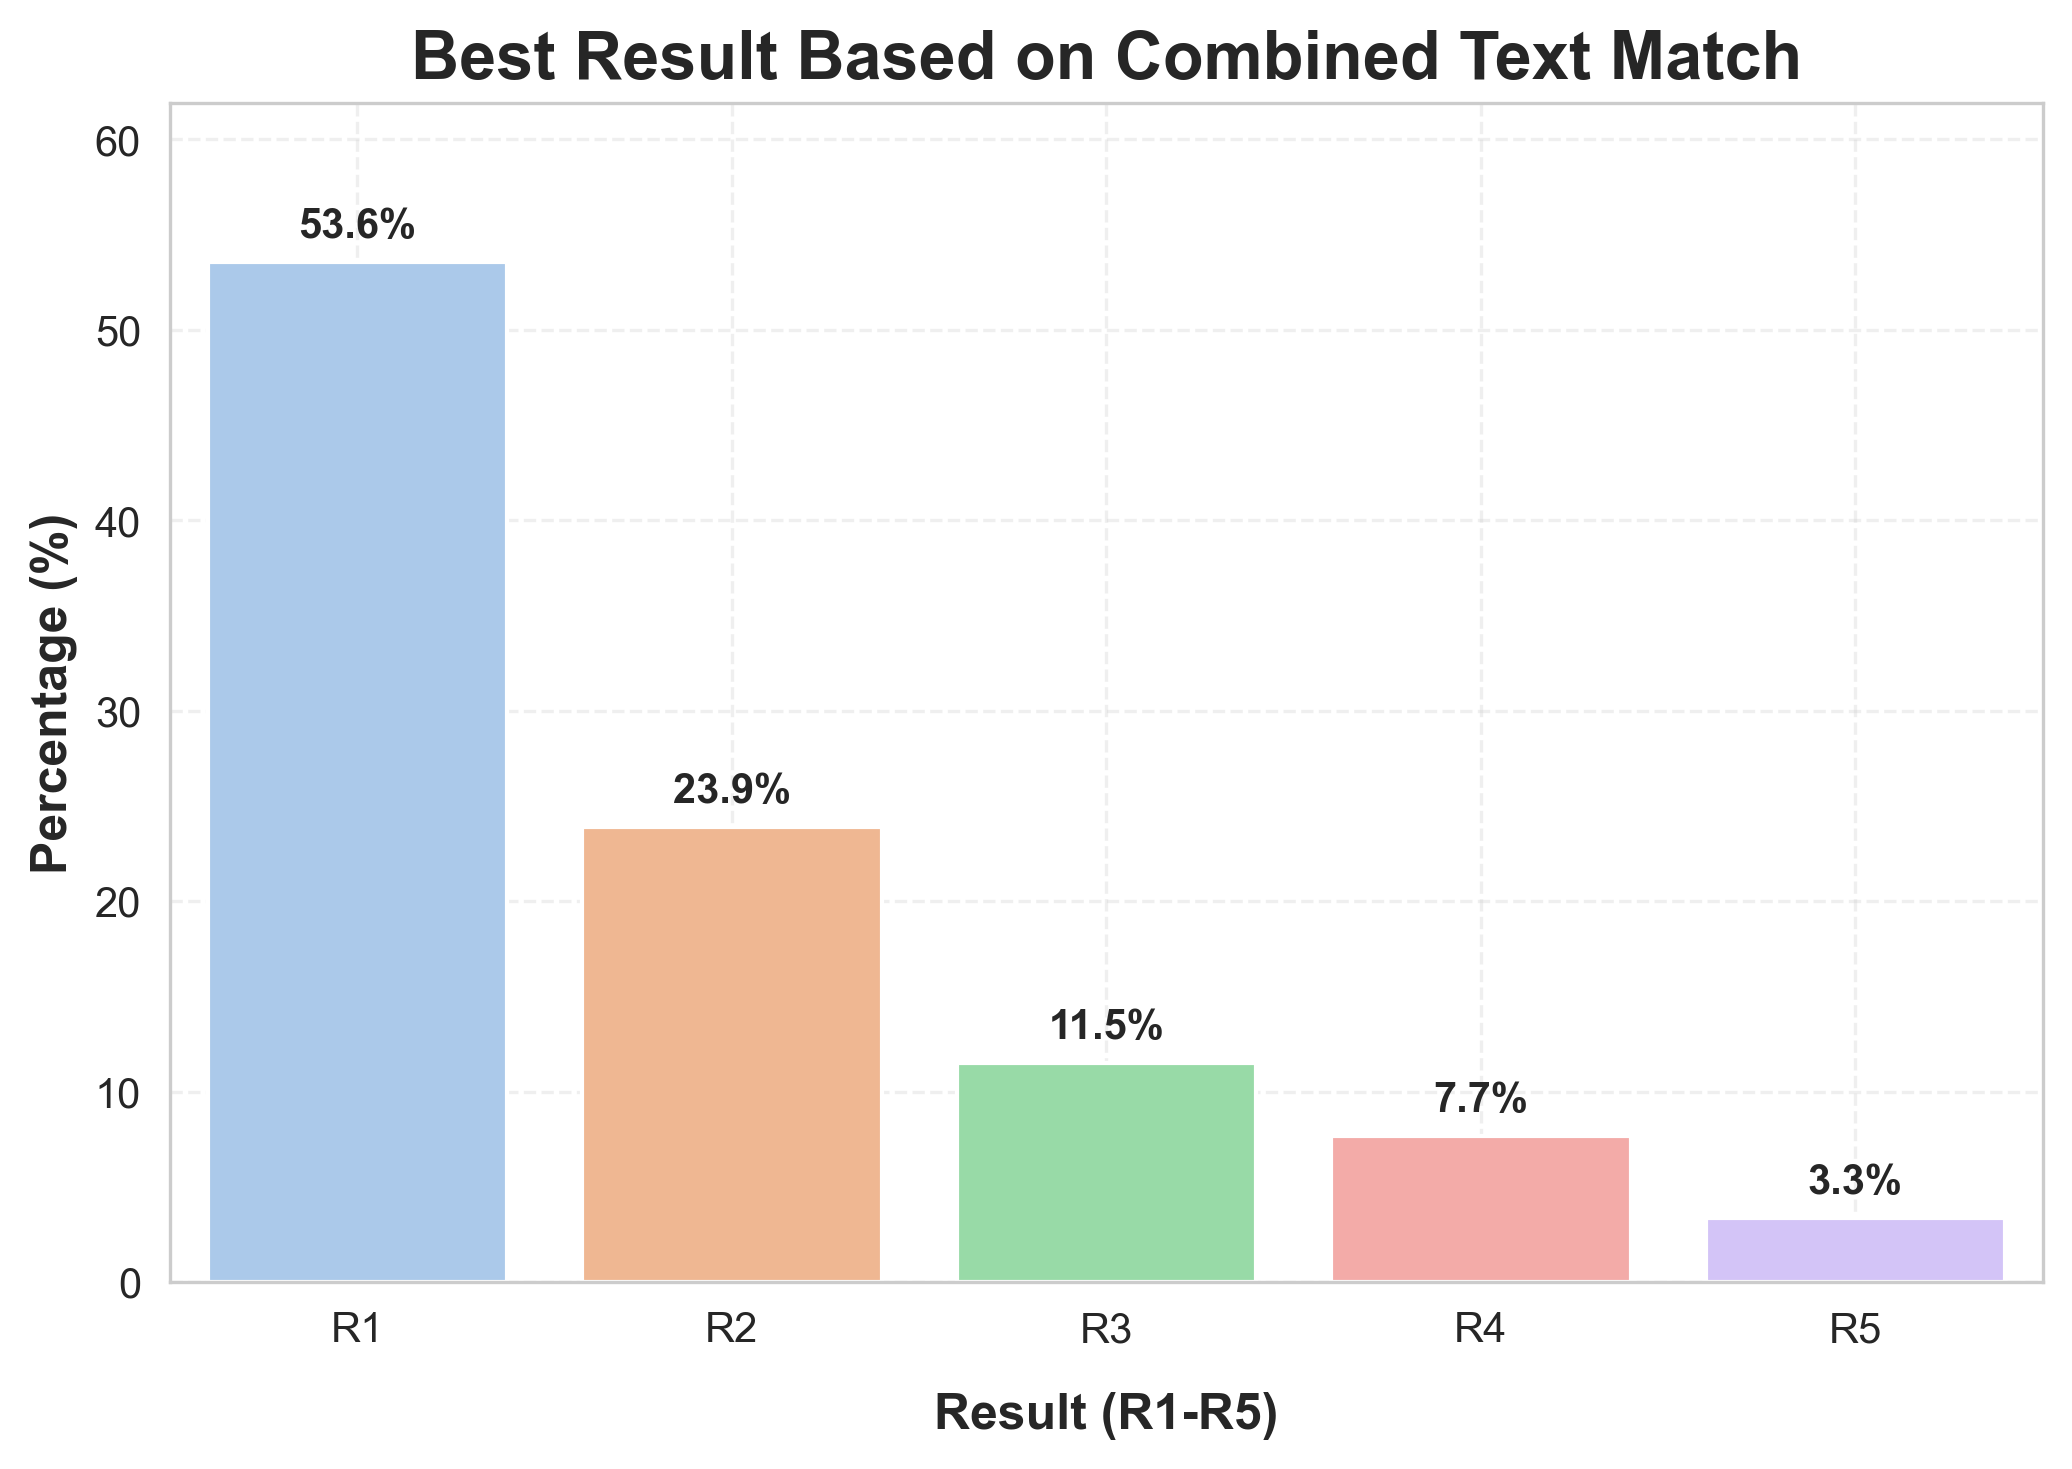 Best Result Based on Combined Text Match
Percentage (%)
60
50
40
30
20
10
0
53.6%
23.9%
11.5%
7.7%
3.3%
R1
R2
R3
R4
R5
Result (R1-R5)